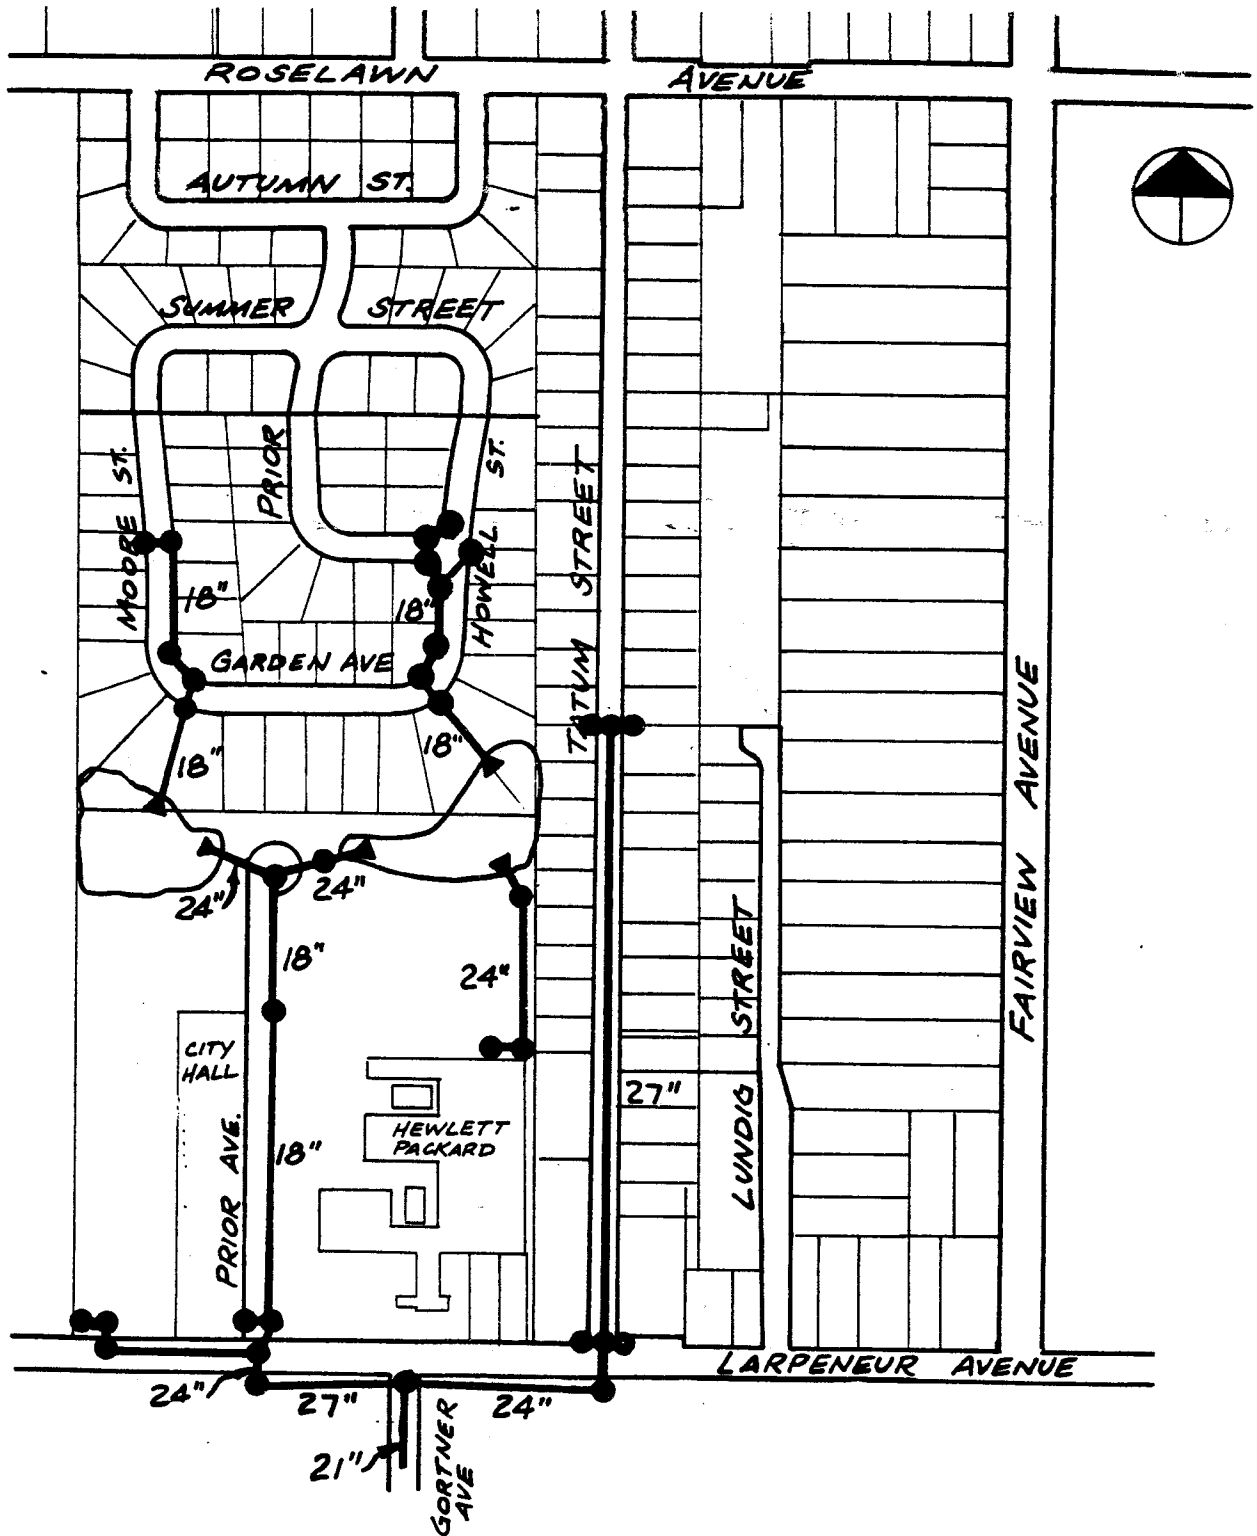 ROSELAWN AVENUE
AUTUMN ST.
SUMMER STREET
MOORE ST.
PRIOR
HOWELL ST.
TATUM STREET
18"
18"
GARDEN AVE
18"
18"
24"
24"
18"
24"
CITY
HALL
PRIOR AVE.
18"
HEWLETT
PACKARD
27"
LUNDIG STREET
FAIRVIEW AVENUE
LARPENEUR AVENUE
24"
27"
24"
21"
GORTNER
AVE